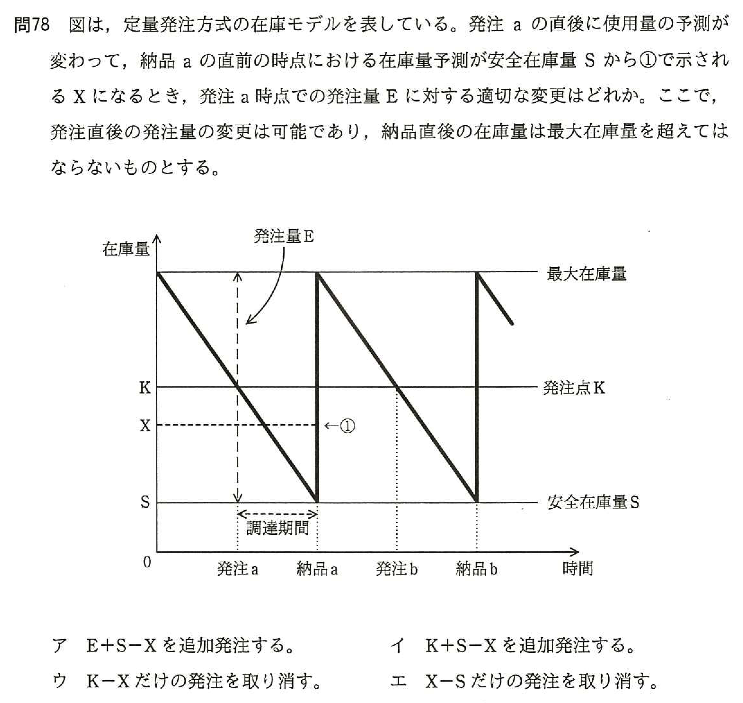 問78 図は，定量発注方式の在庫モデルを表している。発注 a の直後に使用量の予測が
変わって，納品 a の直前の時点における在庫量予測が安全在庫量 S から①で示され
る X になるとき，発注 a 時点での発注量 E に対する適切な変更はどれか。ここで，
発注直後の発注量の変更は可能であり，納品直後の在庫量は最大在庫量を超えては
ならないものとする。
発注量E
在庫量
最大在庫量
K
発注点K
X
←①
S
安全在庫量S
調達期間
0
発注a 納品a 発注b 納品b 時間
ア E＋S－X を追加発注する。 イ K＋S－X を追加発注する。
ウ K－X だけの発注を取り消す。 エ X－S だけの発注を取り消す。